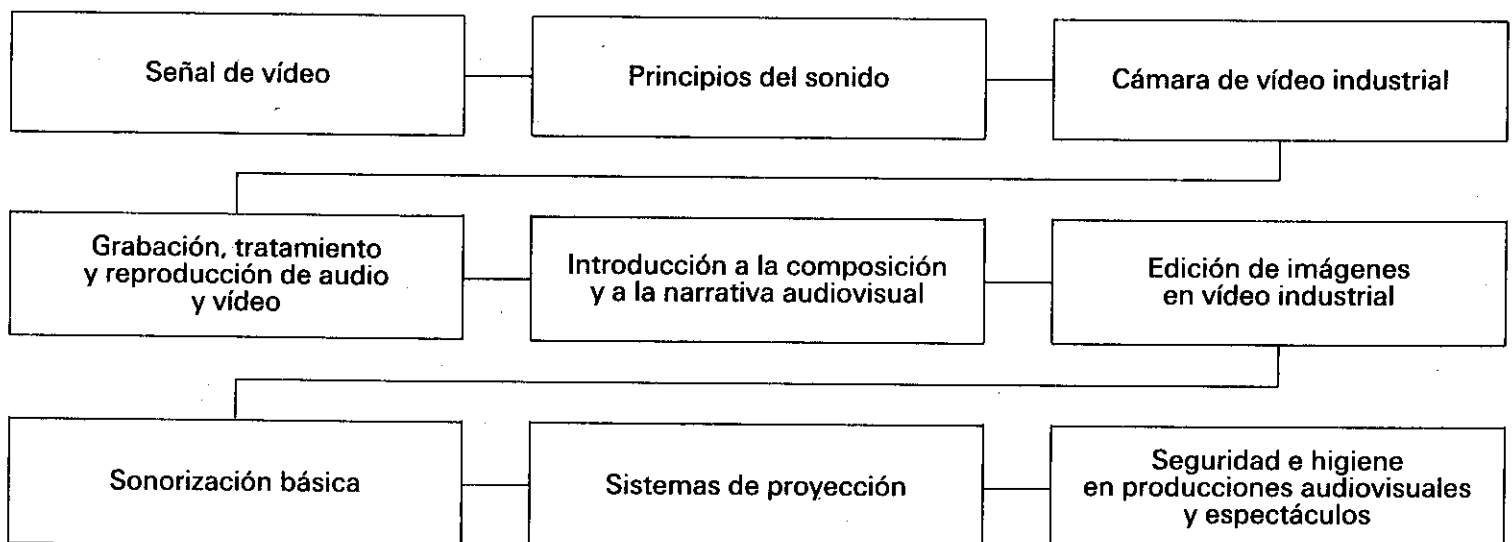 Señal de vídeo
Principios del sonido
Cámara de vídeo industrial
Grabación, tratamiento
y reproducción de audio
y vídeo
Introducción a la composición
y a la narrativa audiovisual
Edición de imágenes
en vídeo industrial
Sonorización básica
Sistemas de proyección
Seguridad e higiene
en producciones audiovisuales
y espectáculos